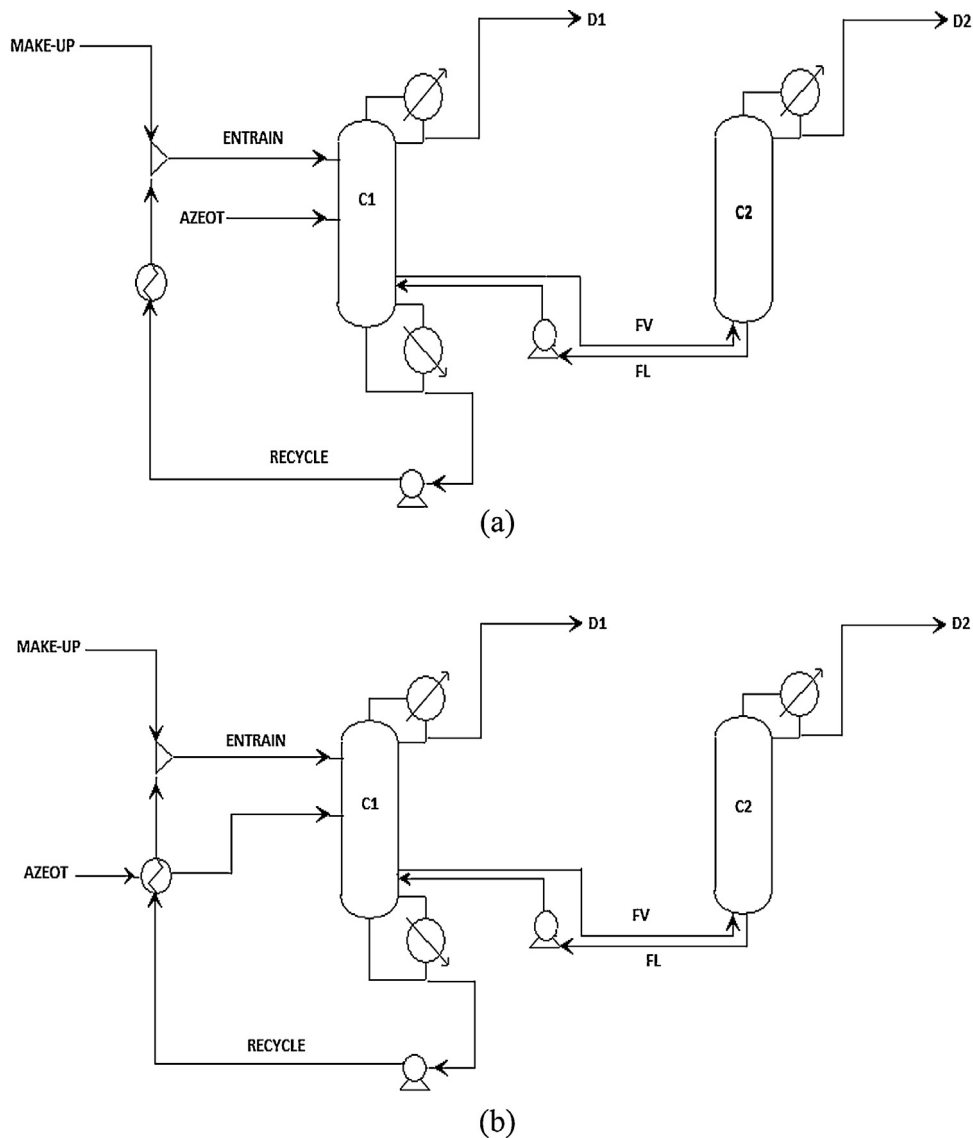 D1
D2
MAKE-UP
ENTRAIN
C1
C2
AZEOT
FV
FL
RECYCLE
(a)
D1
D2
MAKE-UP
ENTRAIN
C1
C2
AZEOT
FV
FL
RECYCLE
(b)